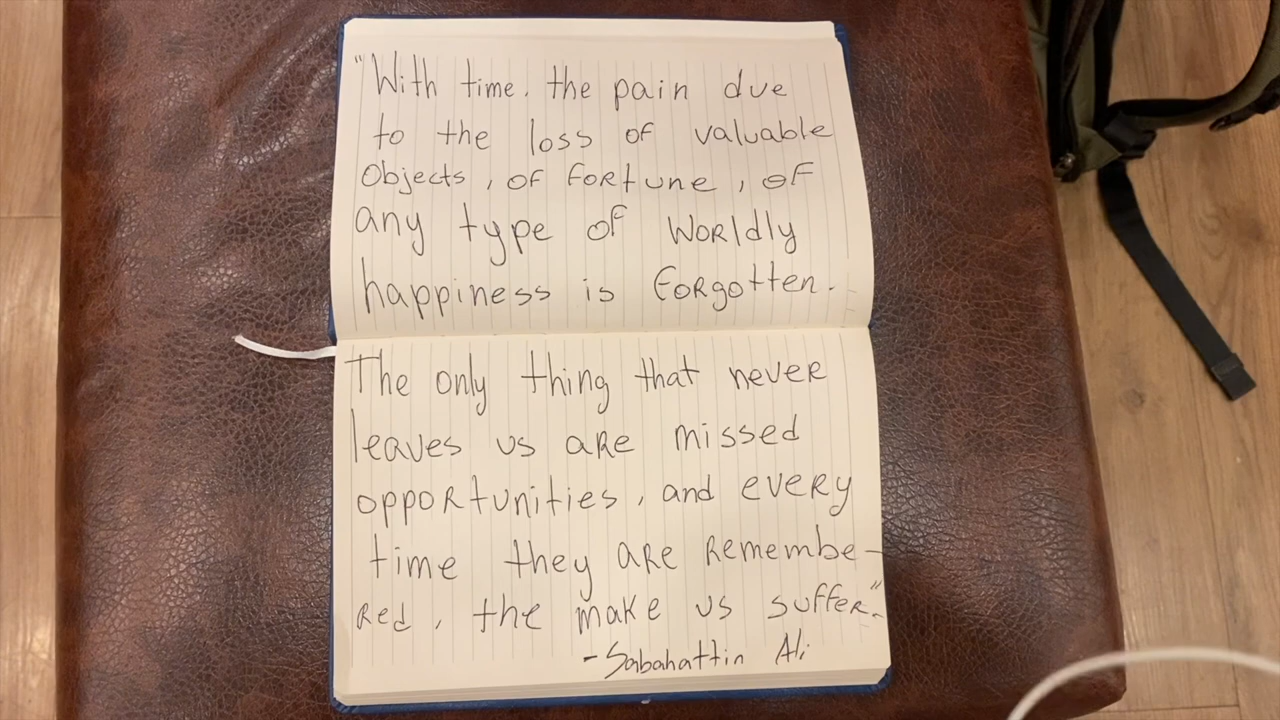 "With time, the pain due
to the loss of valuable
objects, of fortune, of
any type of worldly
happiness is forgotten.
The only thing that never
leaves us are missed
opportunities, and every
time they are remembe-
red, the make us suffer."
-Sabahattin Ali